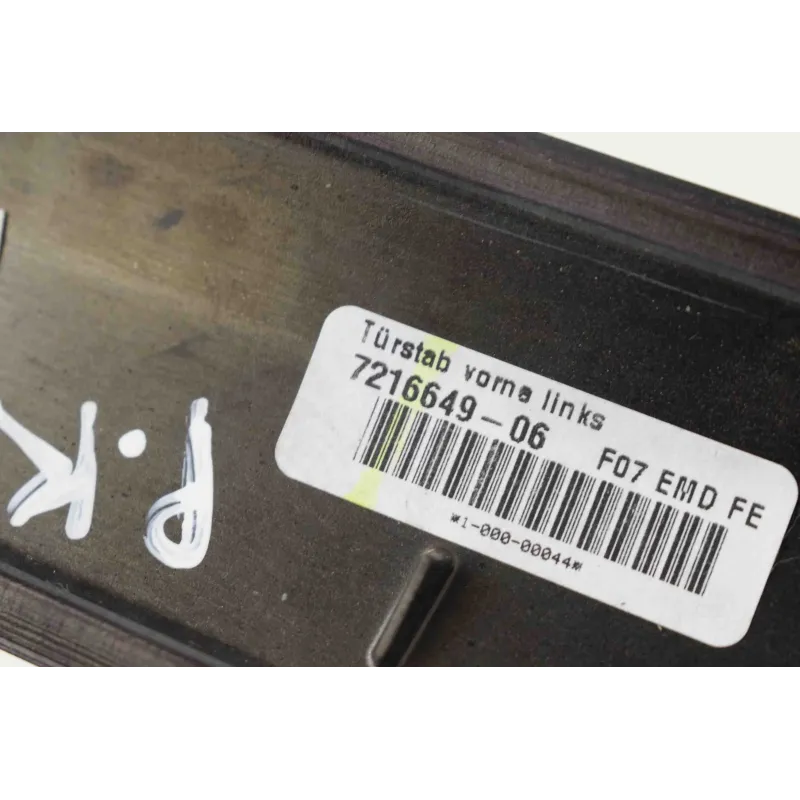 Türstab vorne links
7216649-06
F07 EMD FE
*1-000-00044*
P.K